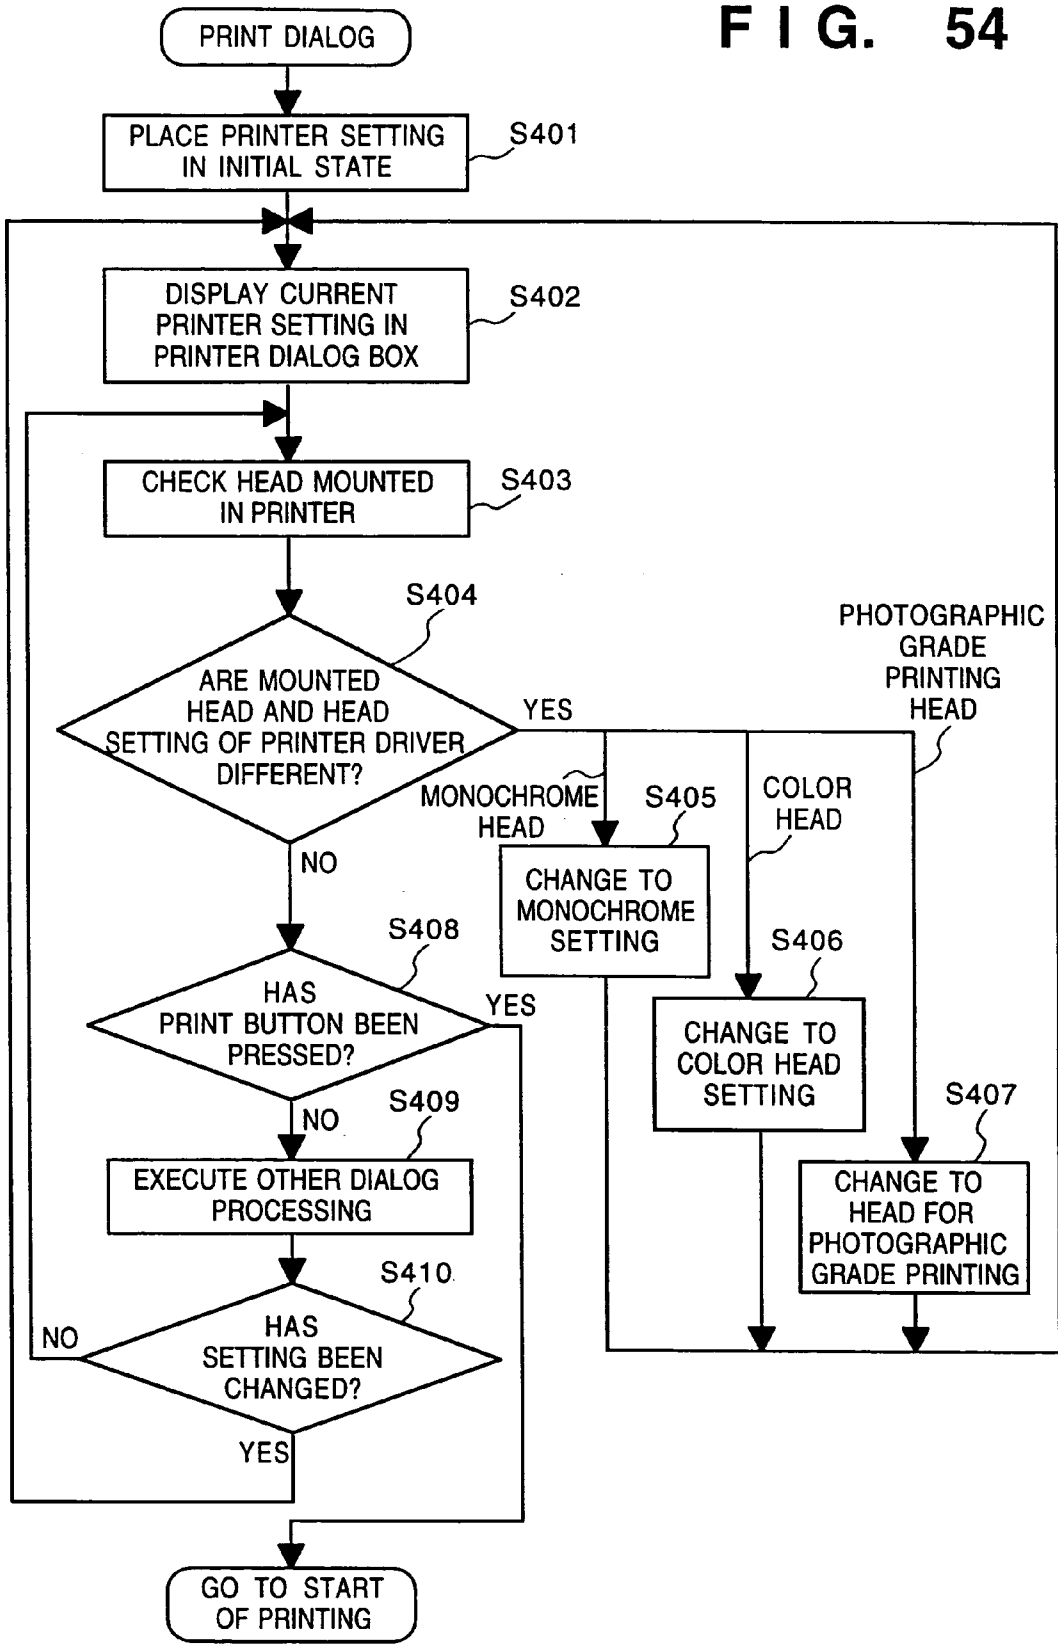 FIG. 54
PRINT DIALOG
PLACE PRINTER SETTING
IN INITIAL STATE
S401
DISPLAY CURRENT
PRINTER SETTING IN
PRINTER DIALOG BOX
S402
CHECK HEAD MOUNTED
IN PRINTER
S403
S404
ARE MOUNTED
HEAD AND HEAD
SETTING OF PRINTER DRIVER
DIFFERENT?
YES
NO
PHOTOGRAPHIC
GRADE
PRINTING
HEAD
MONOCHROME
HEAD
S405
COLOR
HEAD
CHANGE TO
MONOCHROME
SETTING
S406
CHANGE TO
COLOR HEAD
SETTING
S407
CHANGE TO
HEAD FOR
PHOTOGRAPHIC
GRADE PRINTING
S408
HAS
PRINT BUTTON BEEN
PRESSED?
YES
NO
S409
EXECUTE OTHER DIALOG
PROCESSING
S410
HAS
SETTING BEEN
CHANGED?
NO
YES
GO TO START
OF PRINTING